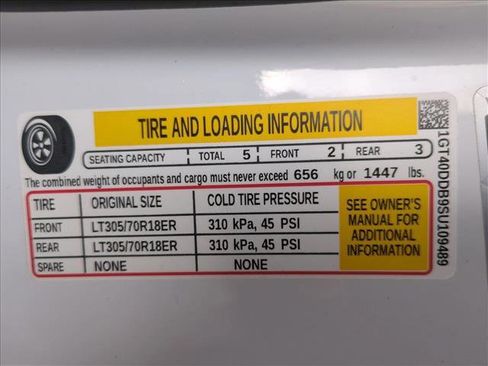 TIRE AND LOADING INFORMATION
SEATING CAPACITY TOTAL 5 FRONT 2 REAR 3
The combined weight of occupants and cargo must never exceed 656 kg or 1447 lbs.
TIRE ORIGINAL SIZE COLD TIRE PRESSURE
FRONT LT305/70R18ER 310 kPa, 45 PSI
REAR LT305/70R18ER 310 kPa, 45 PSI
SPARE NONE NONE
SEE OWNER'S
MANUAL FOR
ADDITIONAL
INFORMATION
1GT40DDB9SU109489